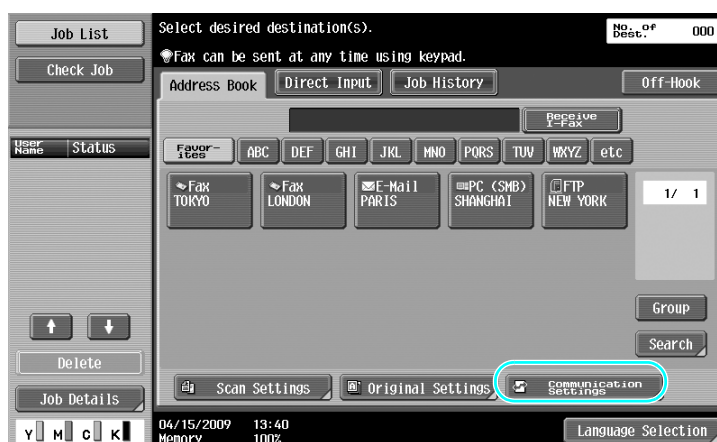 Job List
Check Job
User Name
Status
Delete
Job Details
Y M C K
Select desired destination(s).
No. of Dest. 000
Fax can be sent at any time using keypad.
Address Book
Direct Input
Job History
Off-Hook
Receive I-Fax
Favor-ites
ABC
DEF
GHI
JKL
MNO
PQRS
TUV
WXYZ
etc
Fax
TOKYO
Fax
LONDON
E-Mail
PARIS
PC (SMB)
SHANGHAI
FTP
NEW YORK
1/ 1
Group
Search
Scan Settings
Original Settings
Communication Settings
04/15/2009 13:40
Memory 100%
Language Selection